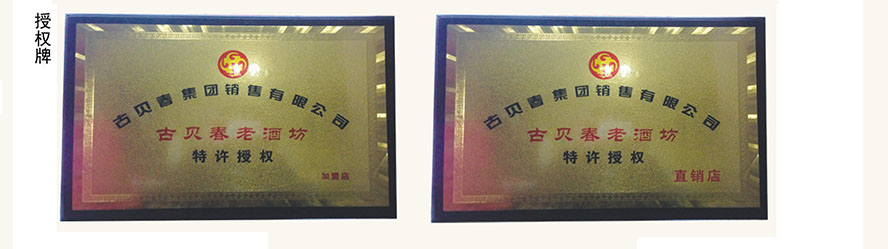 授权牌
古贝春集团销售有限公司
古贝春老酒坊
特许授权
加盟店
古贝春集团销售有限公司
古贝春老酒坊
特许授权
直销店